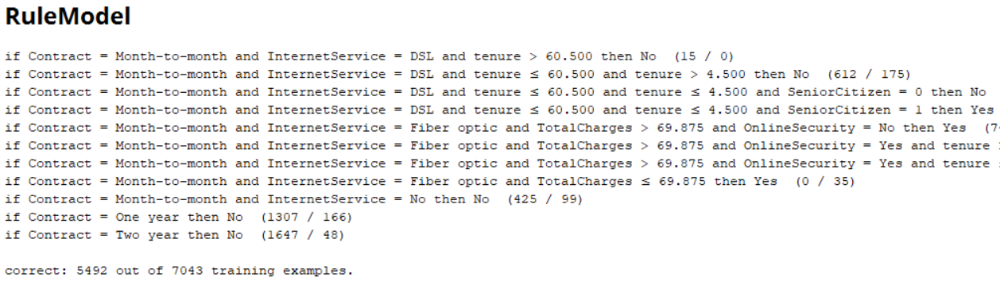 RuleModel
if Contract = Month-to-month and InternetService = DSL and tenure > 60.500 then No (15 / 0)
if Contract = Month-to-month and InternetService = DSL and tenure ≤ 60.500 and tenure > 4.500 then No (612 / 175)
if Contract = Month-to-month and InternetService = DSL and tenure ≤ 60.500 and tenure ≤ 4.500 and SeniorCitizen = 0 then No
if Contract = Month-to-month and InternetService = DSL and tenure ≤ 60.500 and tenure ≤ 4.500 and SeniorCitizen = 1 then Yes
if Contract = Month-to-month and InternetService = Fiber optic and TotalCharges > 69.875 and OnlineSecurity = No then Yes (7
if Contract = Month-to-month and InternetService = Fiber optic and TotalCharges > 69.875 and OnlineSecurity = Yes and tenure
if Contract = Month-to-month and InternetService = Fiber optic and TotalCharges > 69.875 and OnlineSecurity = Yes and tenure
if Contract = Month-to-month and InternetService = Fiber optic and TotalCharges ≤ 69.875 then Yes (0 / 35)
if Contract = Month-to-month and InternetService = No then No (425 / 99)
if Contract = One year then No (1307 / 166)
if Contract = Two year then No (1647 / 48)
correct: 5492 out of 7043 training examples.